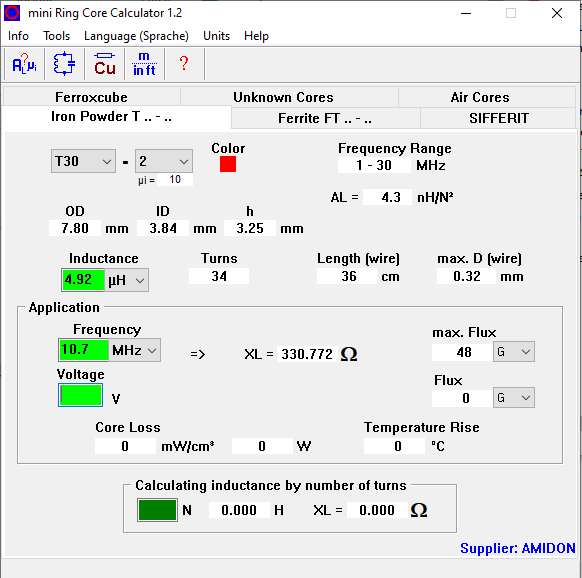 mini Ring Core Calculator 1.2
Info Tools Language (Sprache) Units Help
AL?µi Cu m in ft ?
Ferroxcube Unknown Cores Air Cores
Iron Powder T .. - .. Ferrite FT .. - .. SIFFERIT
Color Frequency Range
T30 - 2 1 - 30 MHz
µi = 10
AL = 4.3 nH/N²
OD ID h
7.80 mm 3.84 mm 3.25 mm
Inductance Turns Length (wire) max. D (wire)
4.92 µH 34 36 cm 0.32 mm
Application
Frequency max. Flux
10.7 MHz => XL = 330.772 Ω 48 G
Voltage Flux
V 0 G
Core Loss Temperature Rise
0 mW/cm³ 0 W 0 °C
Calculating inductance by number of turns
N 0.000 H XL = 0.000 Ω
Supplier: AMIDON